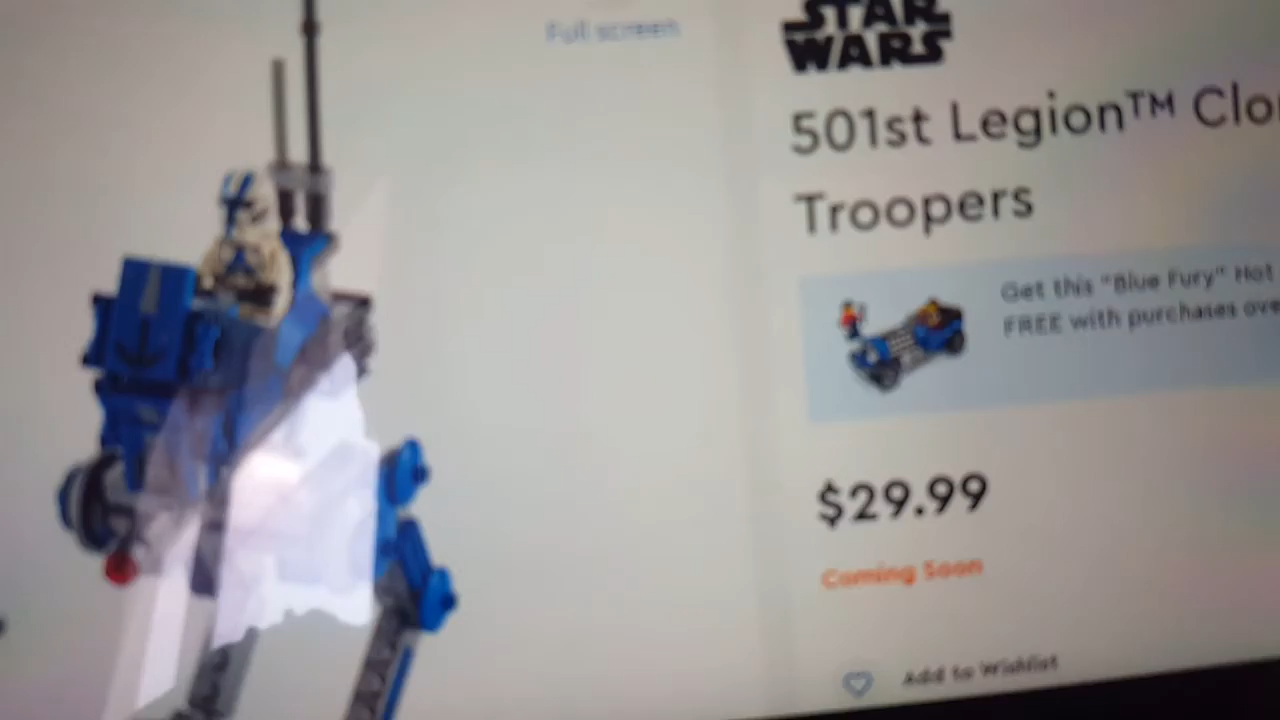 Full screen
STAR
WARS
501st Legion™ Clo
Troopers
Get this "Blue Fury" Hot
FREE with purchases ove
$29.99
Coming Soon
Add to Wishlist